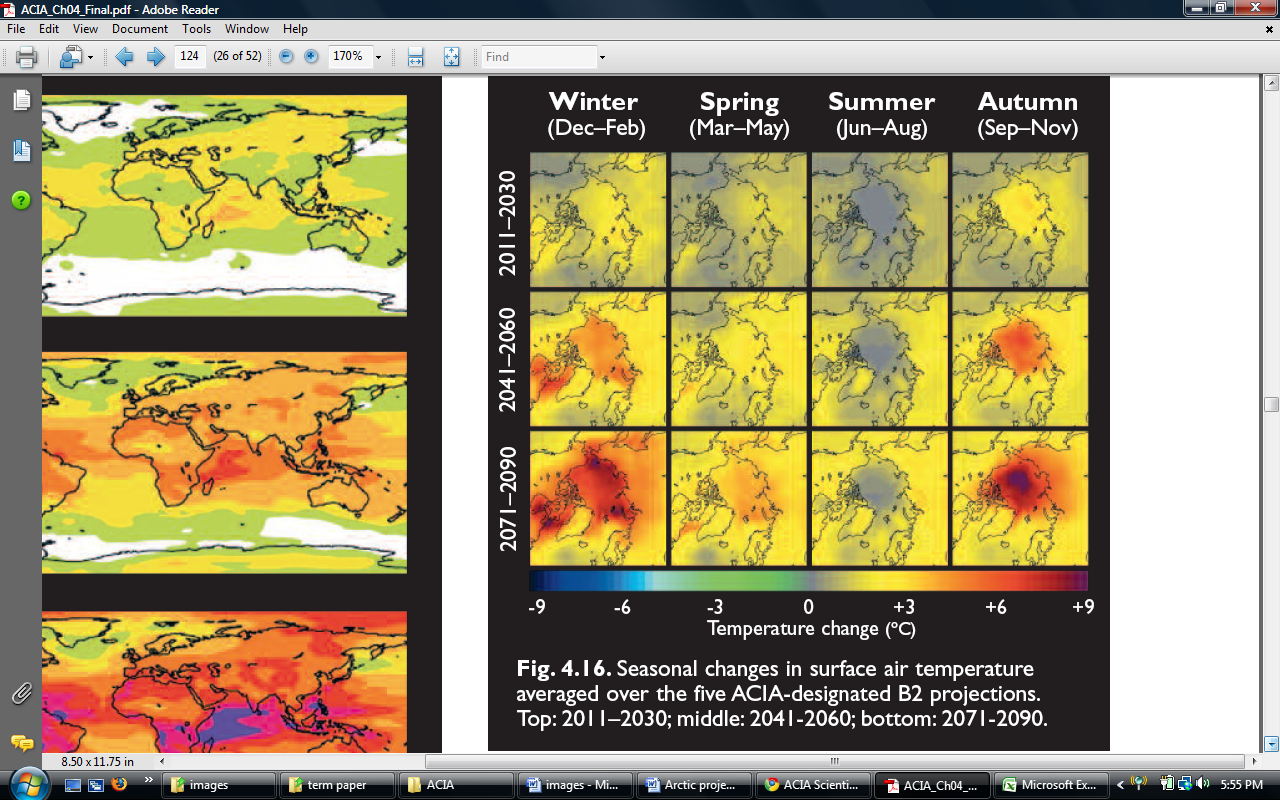 ACIA_Ch04_Final.pdf - Adobe Reader
File Edit View Document Tools Window Help
124 (26 of 52) 170% Find
Winter Spring Summer Autumn
(Dec–Feb) (Mar–May) (Jun–Aug) (Sep–Nov)
2011–2030
2041–2060
2071–2090
-9 -6 -3 0 +3 +6 +9
Temperature change (ºC)
Fig. 4.16. Seasonal changes in surface air temperature
averaged over the five ACIA-designated B2 projections.
Top: 2011–2030; middle: 2041-2060; bottom: 2071-2090.
8.50 x 11.75 in
images term paper ACIA images - Mi... Arctic proje... ACIA Scienti... ACIA_Ch04_... Microsoft Ex... 5:55 PM